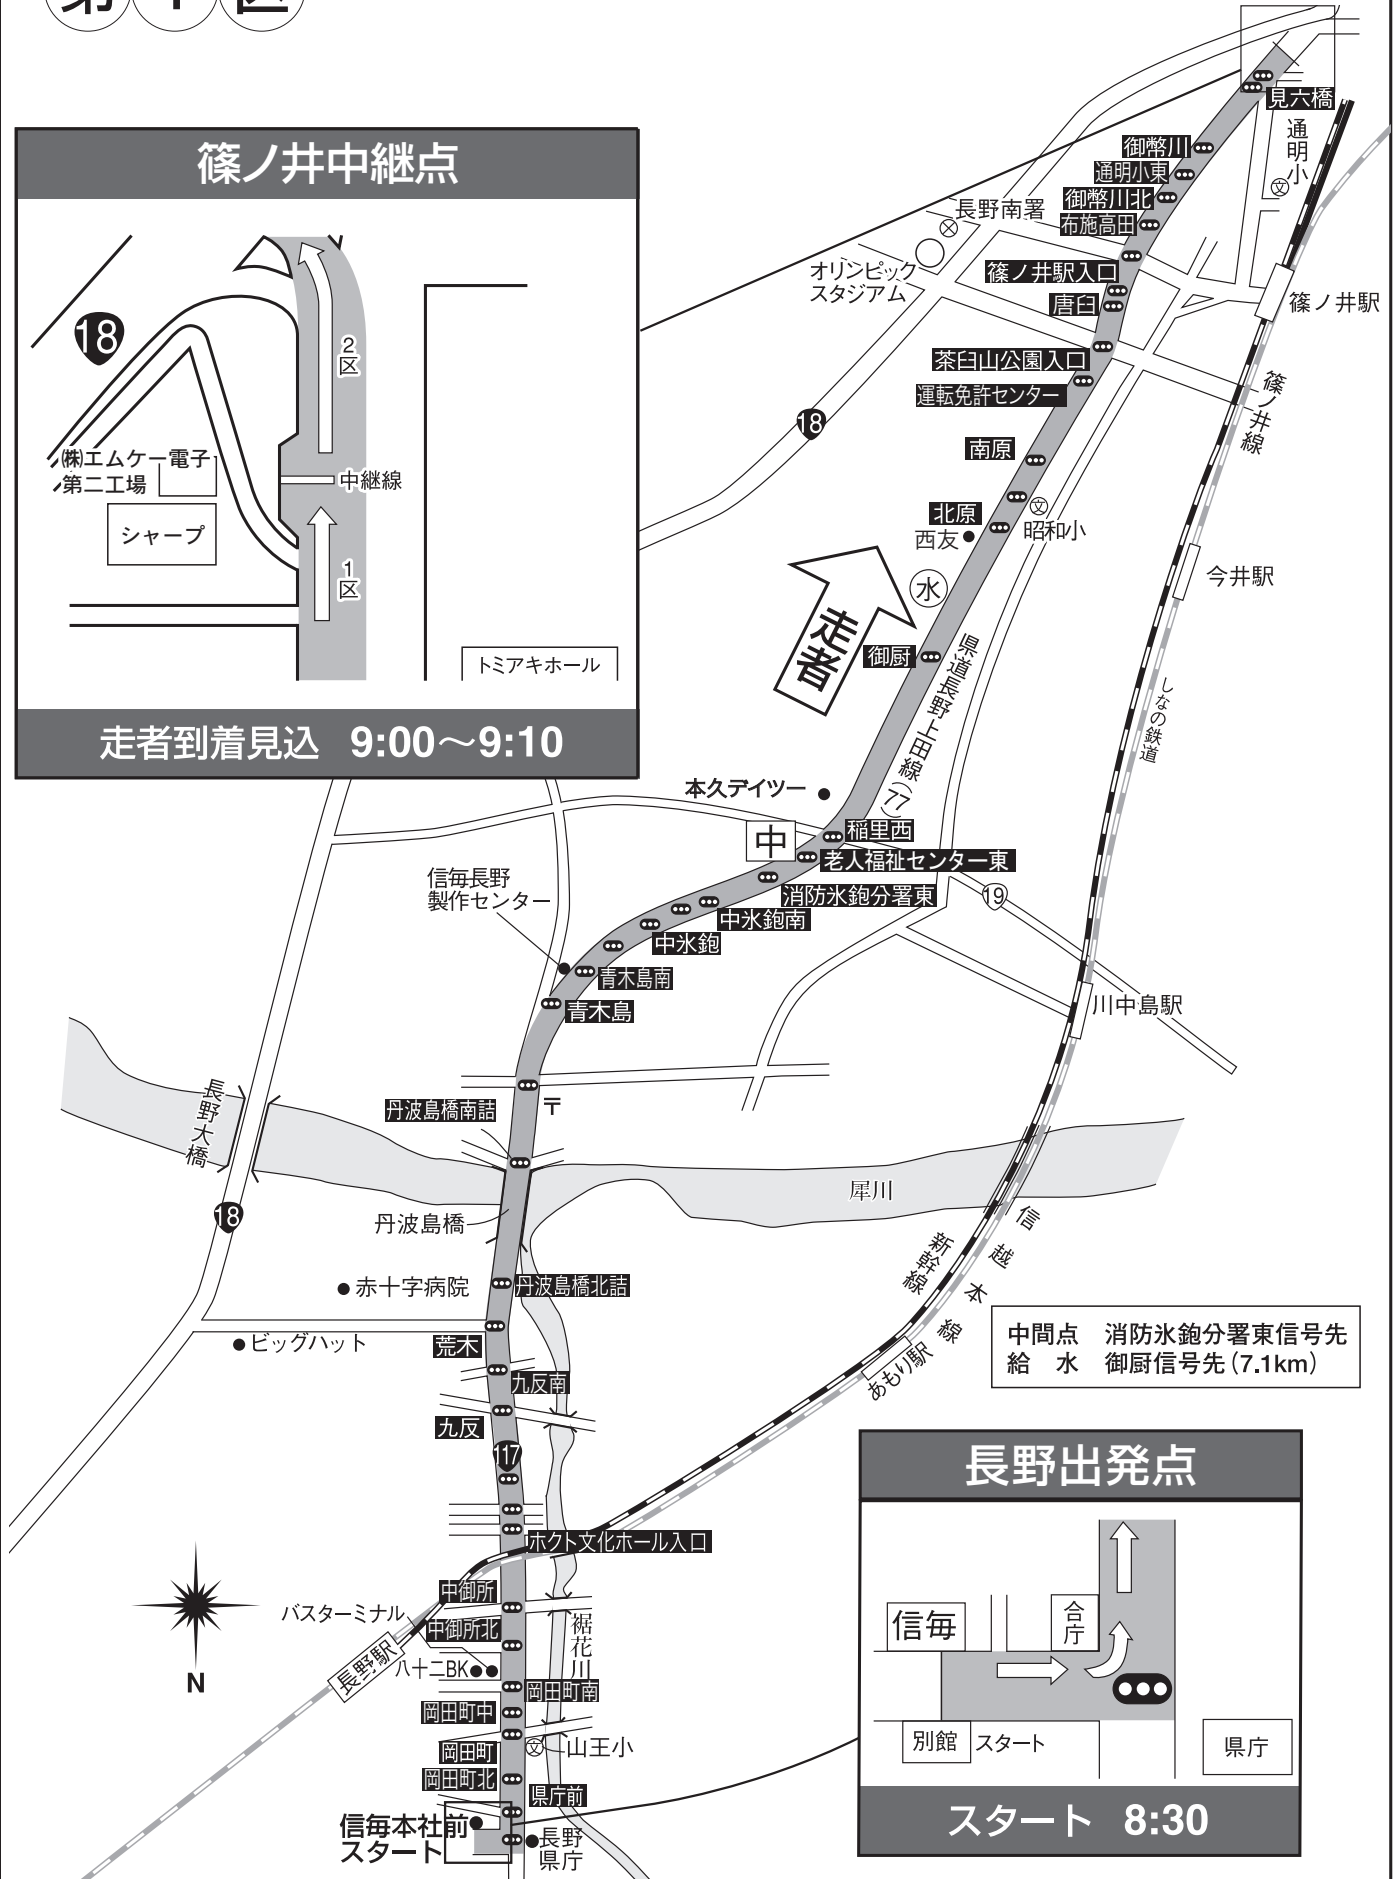 篠ノ井中継点
18
2区
㈱エムケー電子
第二工場
中継線
シャープ
1区
トミアキホール
走者到着見込 9:00～9:10
見六橋
通明小
文
御幣川
通明小東
御幣川北
布施高田
長野南署
オリンピック
スタジアム
篠ノ井駅入口
唐臼
篠ノ井駅
茶臼山公園入口
運転免許センター
篠ノ井線
18
南原
北原
西友
文
昭和小
水
今井駅
走者
御厨
県道長野上田線(77)
しなの鉄道
本久デイツー
中
稲里西
老人福祉センター東
消防氷鉋分署東
19
信毎長野
製作センター
中氷鉋南
中氷鉋
青木島南
青木島
川中島駅
長野大橋
丹波島橋南詰
〒
犀川
18
丹波島橋
信越本線
新幹線
赤十字病院
丹波島橋北詰
ビッグハット
荒木
九反南
九反
117
あもり駅
中間点 消防氷鉋分署東信号先
給 水 御厨信号先(7.1km)
ホクト文化ホール入口
中御所
バスターミナル
中御所北
裾花川
長野駅
八十二BK
N
岡田町南
岡田町中
岡田町
文
山王小
岡田町北
県庁前
信毎本社前
スタート
長野
県庁
長野出発点
信毎
合庁
別館
スタート
県庁
スタート 8:30